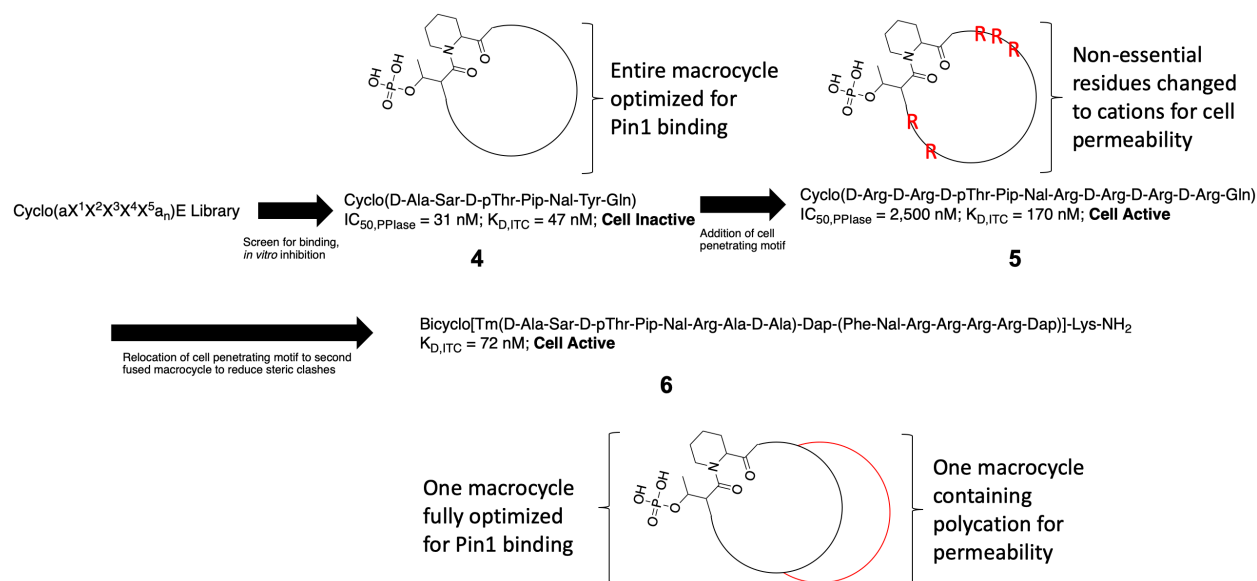 OH
OH
P
O
O
N
O
O
Entire macrocycle
optimized for
Pin1 binding
OH
OH
P
O
O
N
O
O
R
R
R
R
R
Non-essential
residues changed
to cations for cell
permeability
Cyclo(aX¹X²X³X⁴X⁵aₙ)E Library
Screen for binding,
in vitro inhibition
Cyclo(D-Ala-Sar-D-pThr-Pip-Nal-Tyr-Gln)
IC50,PPIase = 31 nM; KD,ITC = 47 nM; Cell Inactive
4
Addition of cell
penetrating motif
Cyclo(D-Arg-D-Arg-D-pThr-Pip-Nal-Arg-D-Arg-D-Arg-D-Arg-Gln)
IC50,PPIase = 2,500 nM; KD,ITC = 170 nM; Cell Active
5
Relocation of cell penetrating motif to second
fused macrocycle to reduce steric clashes
Bicyclo[Tm(D-Ala-Sar-D-pThr-Pip-Nal-Arg-Ala-D-Ala)-Dap-(Phe-Nal-Arg-Arg-Arg-Arg-Dap)]-Lys-NH2
KD,ITC = 72 nM; Cell Active
6
One macrocycle
fully optimized
for Pin1 binding
OH
OH
P
O
O
N
O
O
One macrocycle
containing
polycation for
permeability